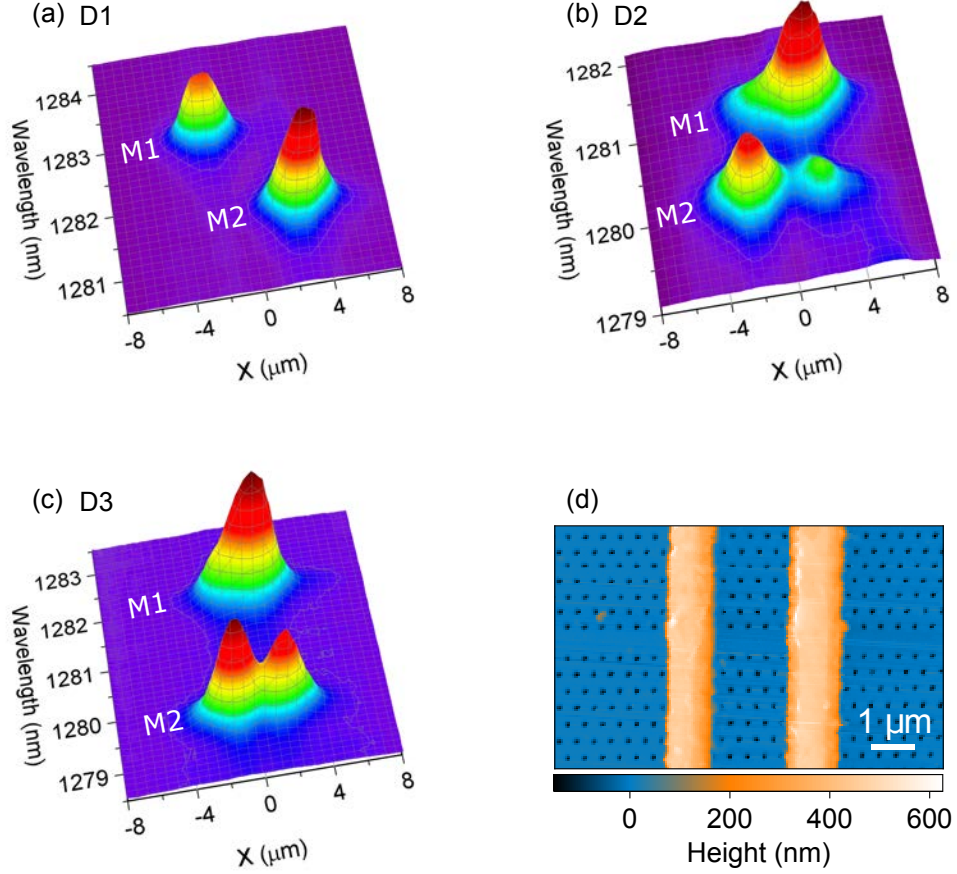 (a) D1
1284
1283
1282
1281
Wavelength (nm)
M1
M2
-8
-4
0
4
8
X (μm)
(b) D2
1282
1281
1280
1279
Wavelength (nm)
M1
M2
-8
-4
0
4
8
X (μm)
(c) D3
1283
1282
1281
1280
1279
Wavelength (nm)
M1
M2
-8
-4
0
4
8
X (μm)
(d)
1 μm
0 200 400 600
Height (nm)